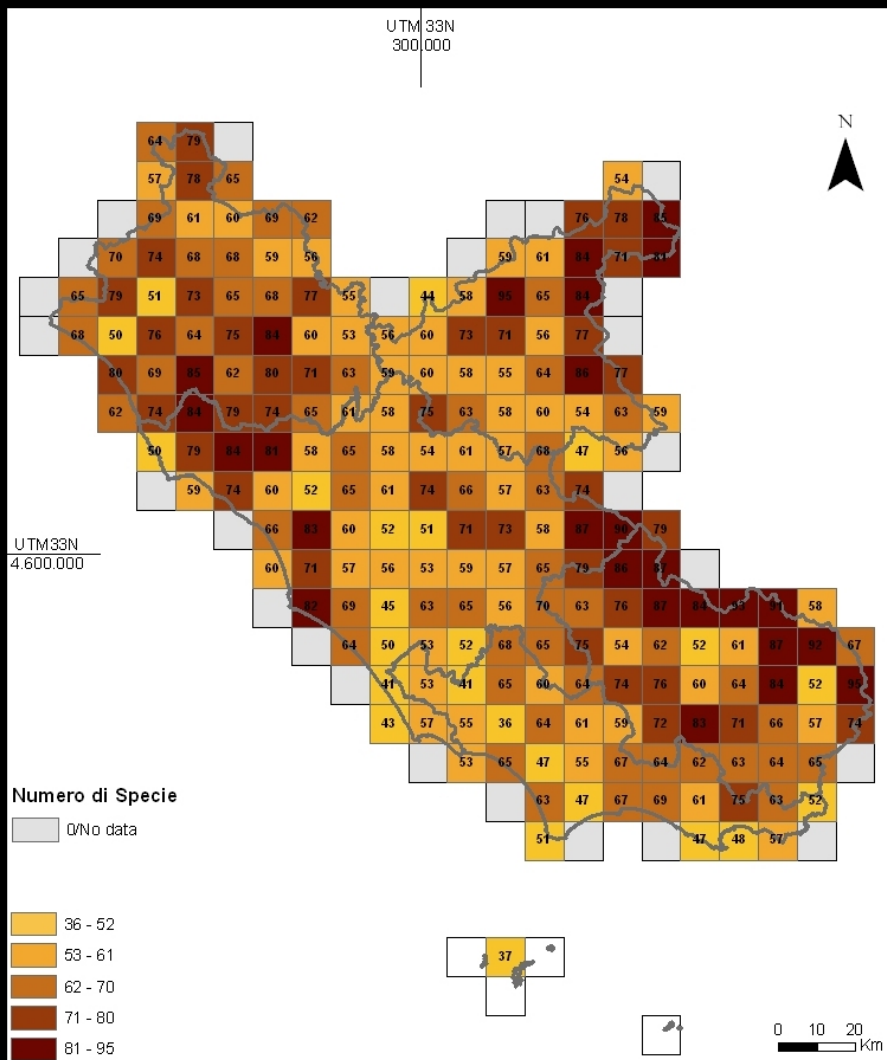 UTM 33N
300.000
N
64 79
57 78 65 54
69 61 60 69 62 76 78 85
70 74 68 68 59 56 59 61 84 71 81
65 79 51 73 65 68 77 55 44 58 95 65 84
68 50 76 64 75 84 60 53 56 60 73 71 56 77
80 69 85 62 80 71 63 59 60 58 55 64 86 77
62 74 84 79 74 65 61 58 75 63 58 60 54 63 59
50 79 84 81 58 65 58 54 61 57 68 47 56
59 74 60 52 65 61 74 66 57 63 74
66 83 60 52 51 71 73 58 87 90 79
UTM33N
4.600.000
60 71 57 56 53 59 57 65 79 86 87
82 69 45 63 65 56 70 63 76 87 84 93 91 58
64 50 53 52 68 65 75 54 62 52 61 87 92 67
41 53 41 65 60 64 74 76 60 64 84 52 95
43 57 55 36 64 61 59 72 83 71 66 57 74
53 65 47 55 67 64 62 63 64 65
63 47 67 69 61 75 63 52
51 47 48 57
37
Numero di Specie
0/No data
36 - 52
53 - 61
62 - 70
71 - 80
81 - 95
0 10 20
Km